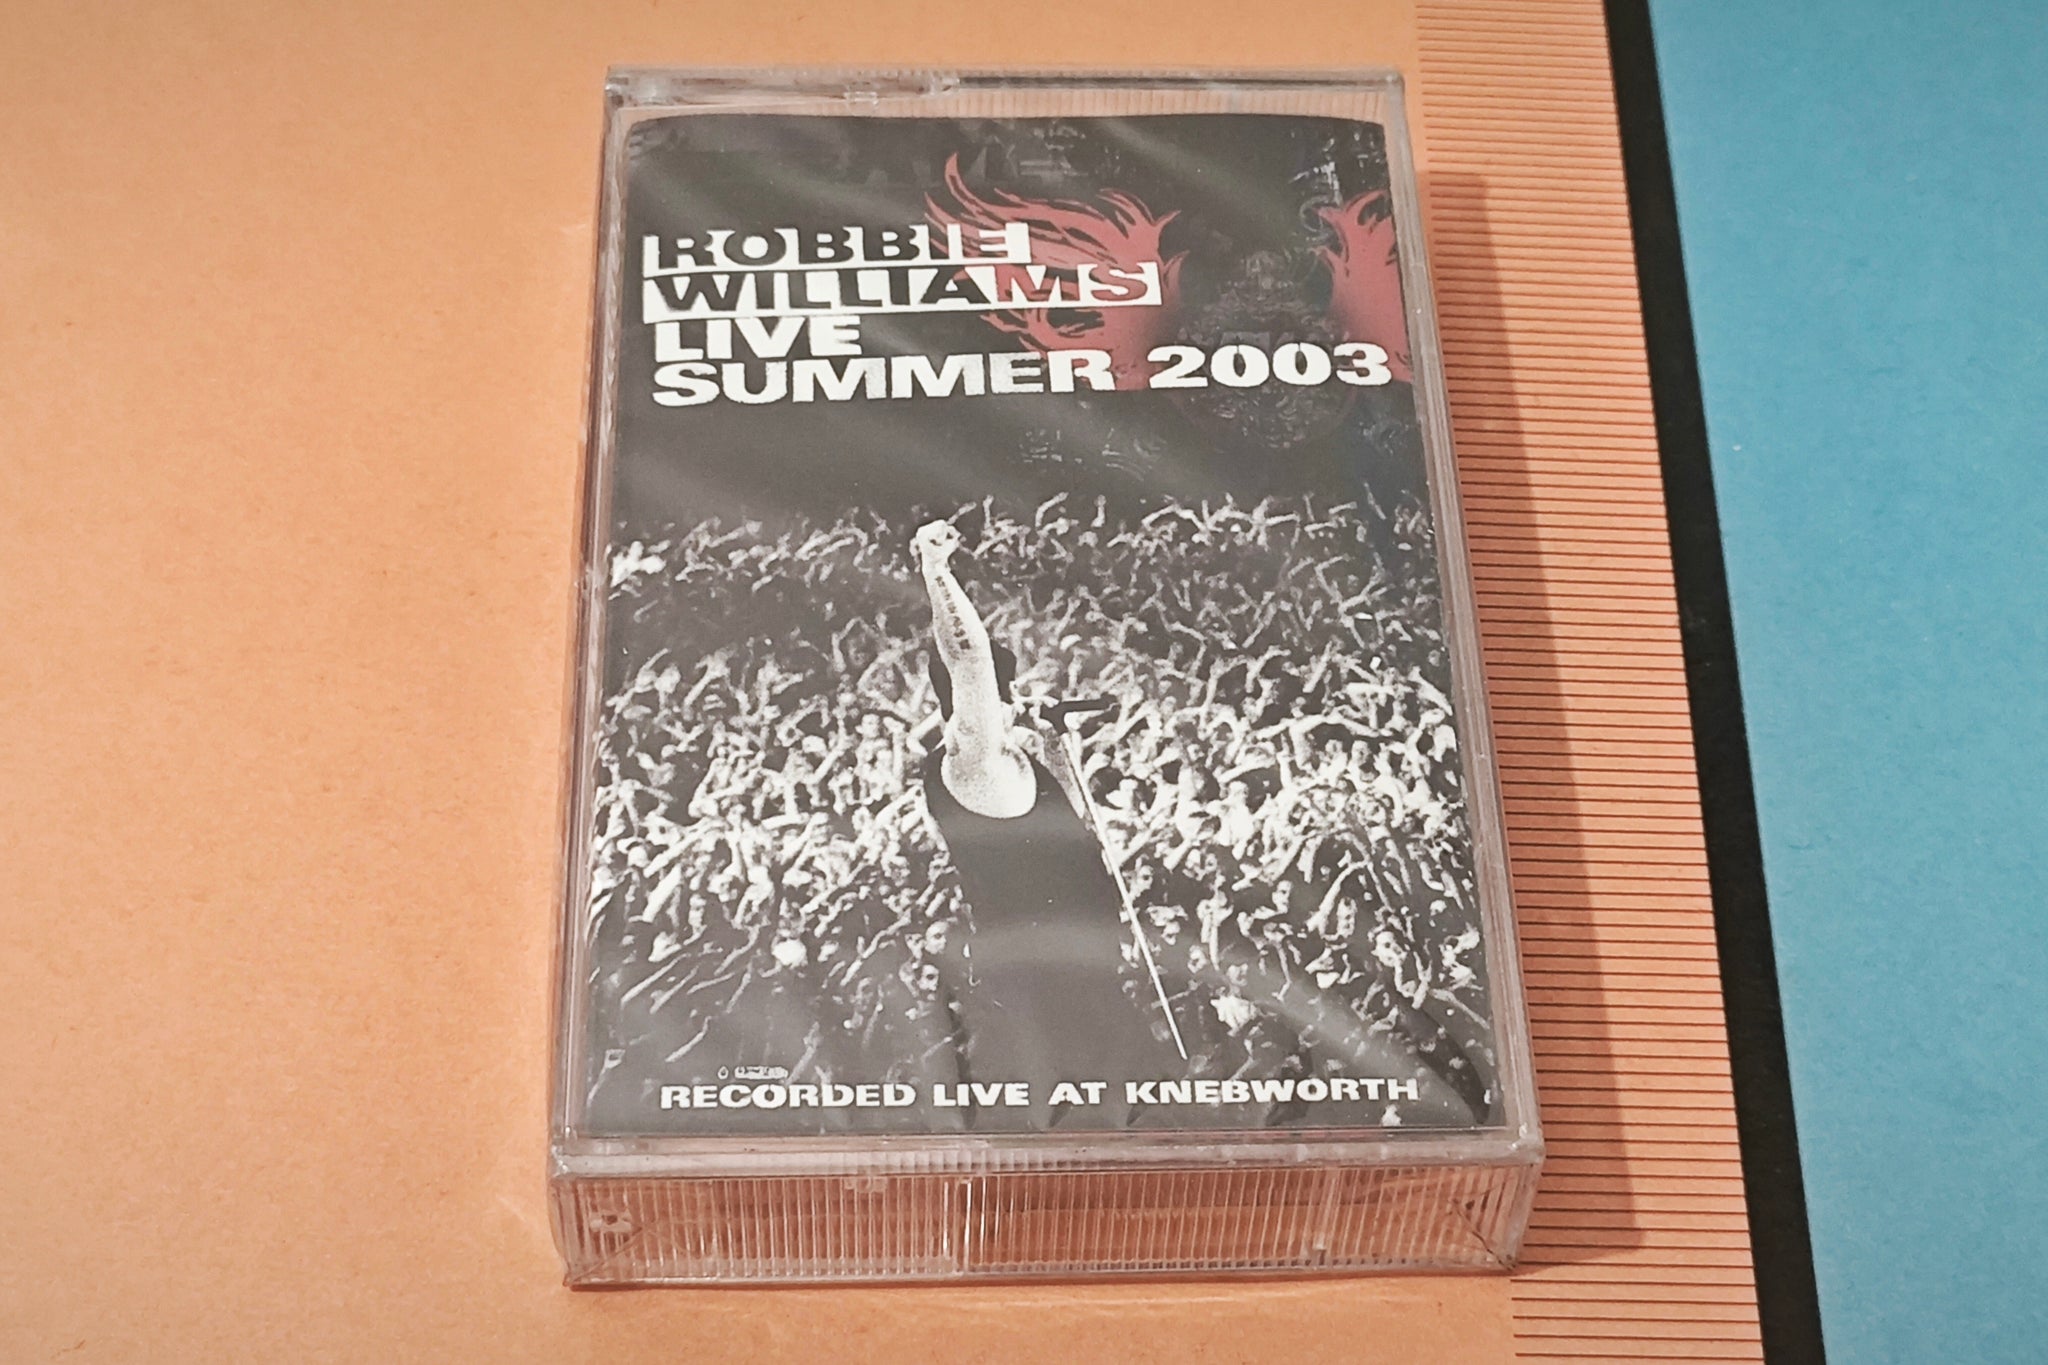 ROBBIE
WILLIAMS
LIVE
SUMMER 2003
RECORDED LIVE AT KNEBWORTH